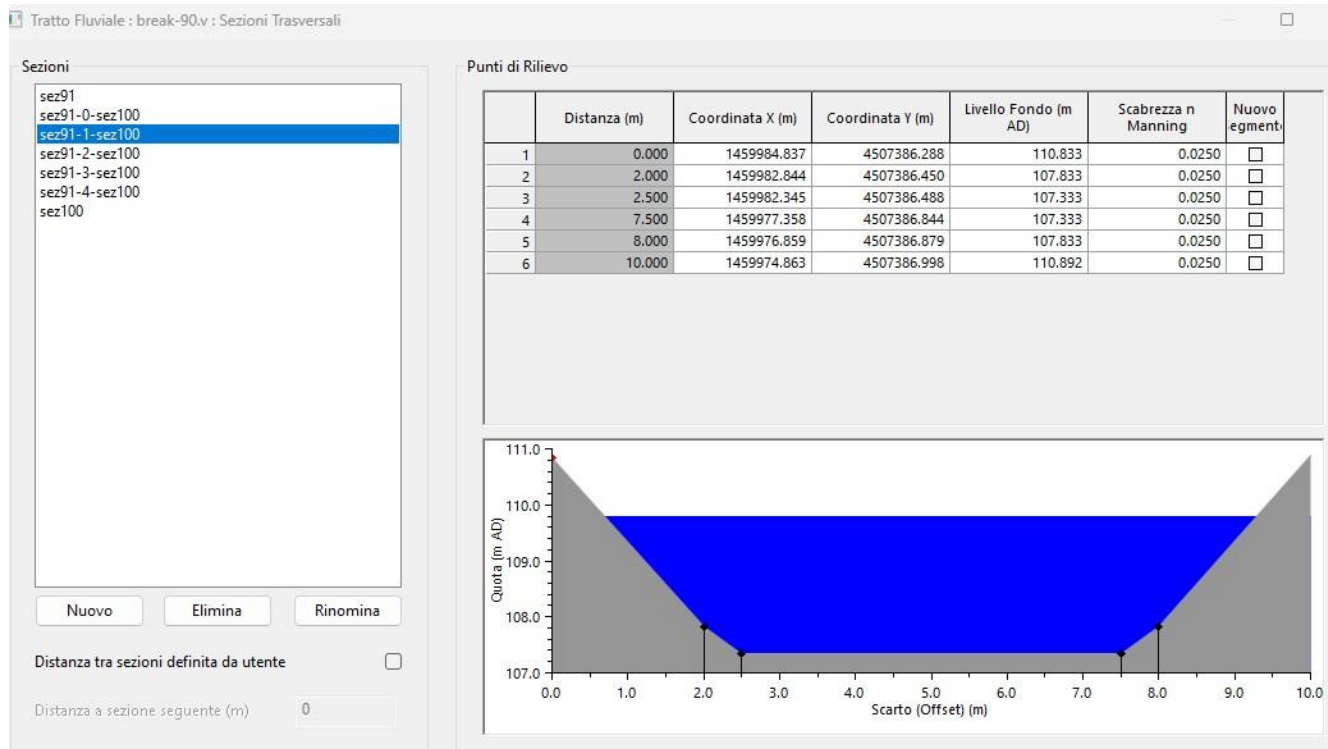 Tratto Fluviale : break-90.v : Sezioni Trasversali
Sezioni
sez91
sez91-0-sez100
sez91-1-sez100
sez91-2-sez100
sez91-3-sez100
sez91-4-sez100
sez100
Nuovo Elimina Rinomina
Distanza tra sezioni definita da utente
Distanza a sezione seguente (m) 0
Punti di Rilievo
Distanza (m) Coordinata X (m) Coordinata Y (m) Livello Fondo (m AD) Scabrezza n Manning Nuovo egment
1 0.000 1459984.837 4507386.288 110.833 0.0250
2 2.000 1459982.844 4507386.450 107.833 0.0250
3 2.500 1459982.345 4507386.488 107.333 0.0250
4 7.500 1459977.358 4507386.844 107.333 0.0250
5 8.000 1459976.859 4507386.879 107.833 0.0250
6 10.000 1459974.863 4507386.998 110.892 0.0250
111.0
110.0
109.0
108.0
107.0
Quota (m AD)
0.0 1.0 2.0 3.0 4.0 5.0 6.0 7.0 8.0 9.0 10.0
Scarto (Offset) (m)